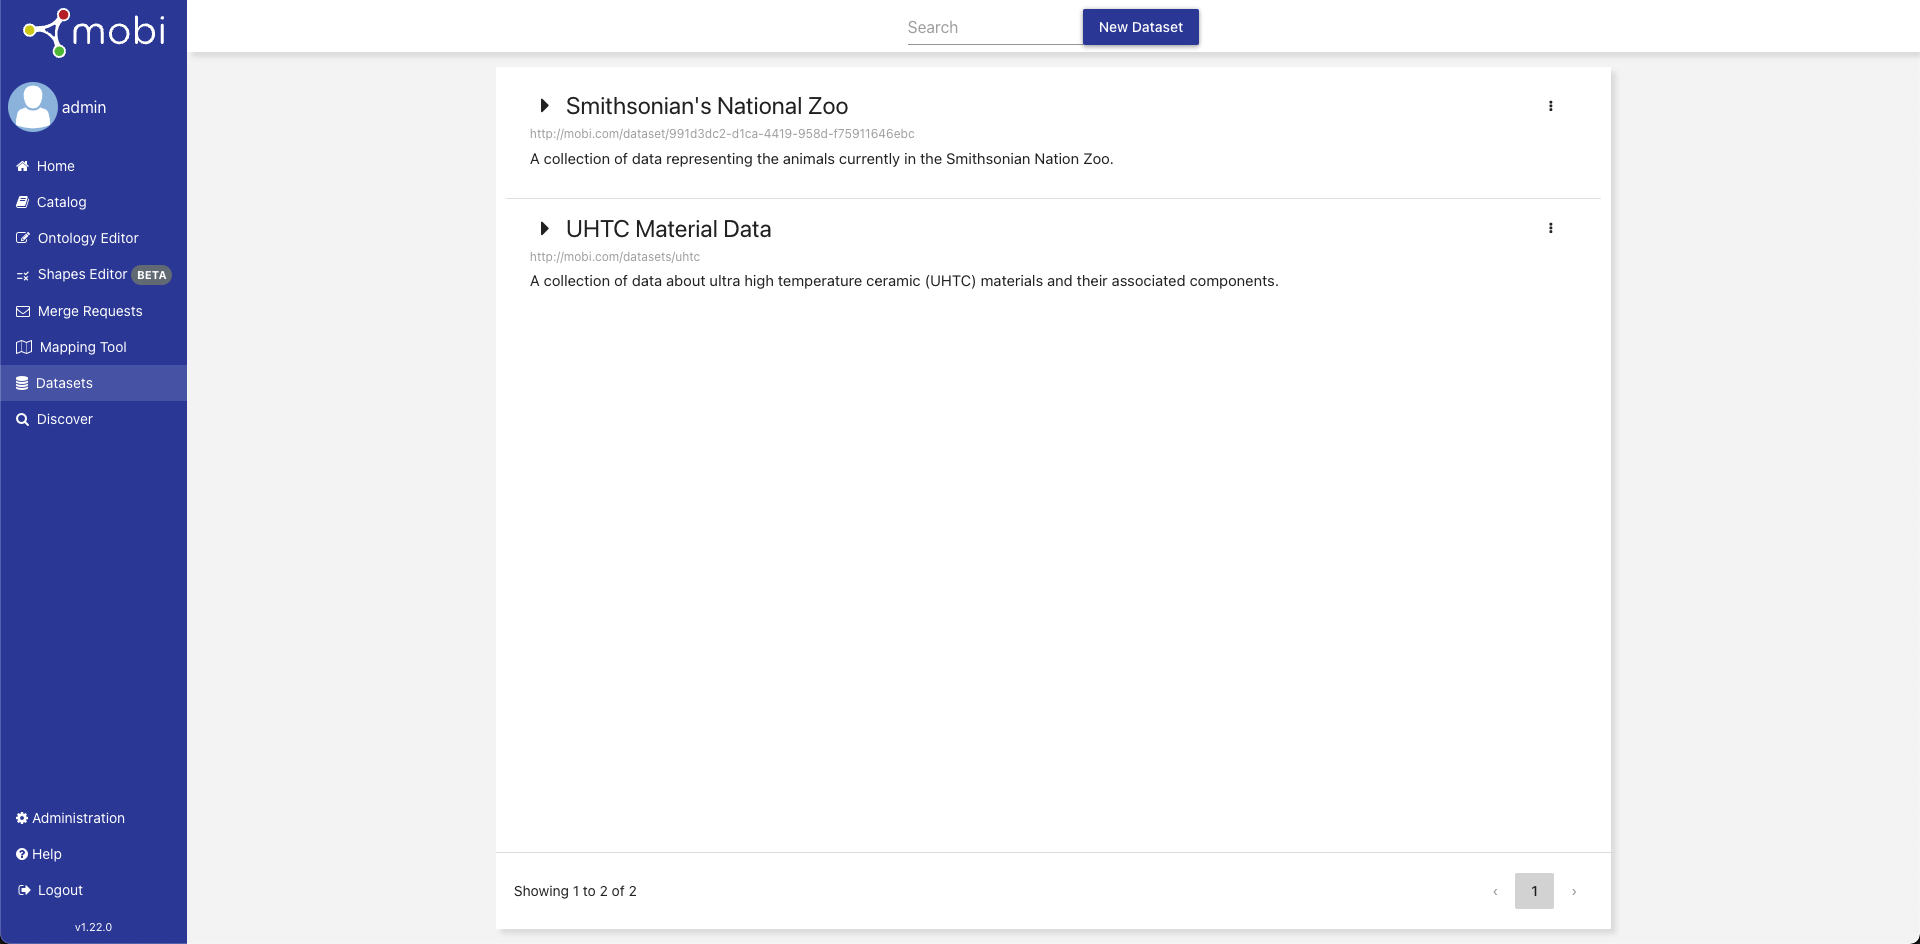 mobi
admin
Home
Catalog
Ontology Editor
Shapes Editor BETA
Merge Requests
Mapping Tool
Datasets
Discover
Administration
Help
Logout
v1.22.0
Search
New Dataset
Smithsonian's National Zoo
http://mobi.com/dataset/991d3dc2-d1ca-4419-958d-f75911646ebc
A collection of data representing the animals currently in the Smithsonian Nation Zoo.
UHTC Material Data
http://mobi.com/datasets/uhtc
A collection of data about ultra high temperature ceramic (UHTC) materials and their associated components.
Showing 1 to 2 of 2
‹ 1 ›